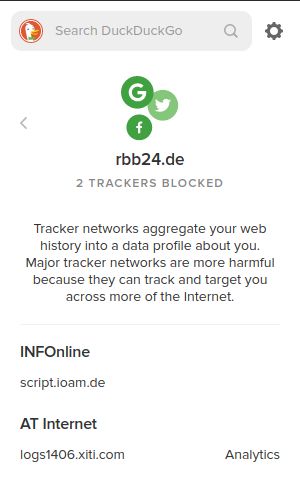 Search DuckDuckGo
G
f
rbb24.de
2 TRACKERS BLOCKED
Tracker networks aggregate your web
history into a data profile about you.
Major tracker networks are more harmful
because they can track and target you
across more of the Internet.
INFOnline
script.ioam.de
AT Internet
logs1406.xiti.com Analytics